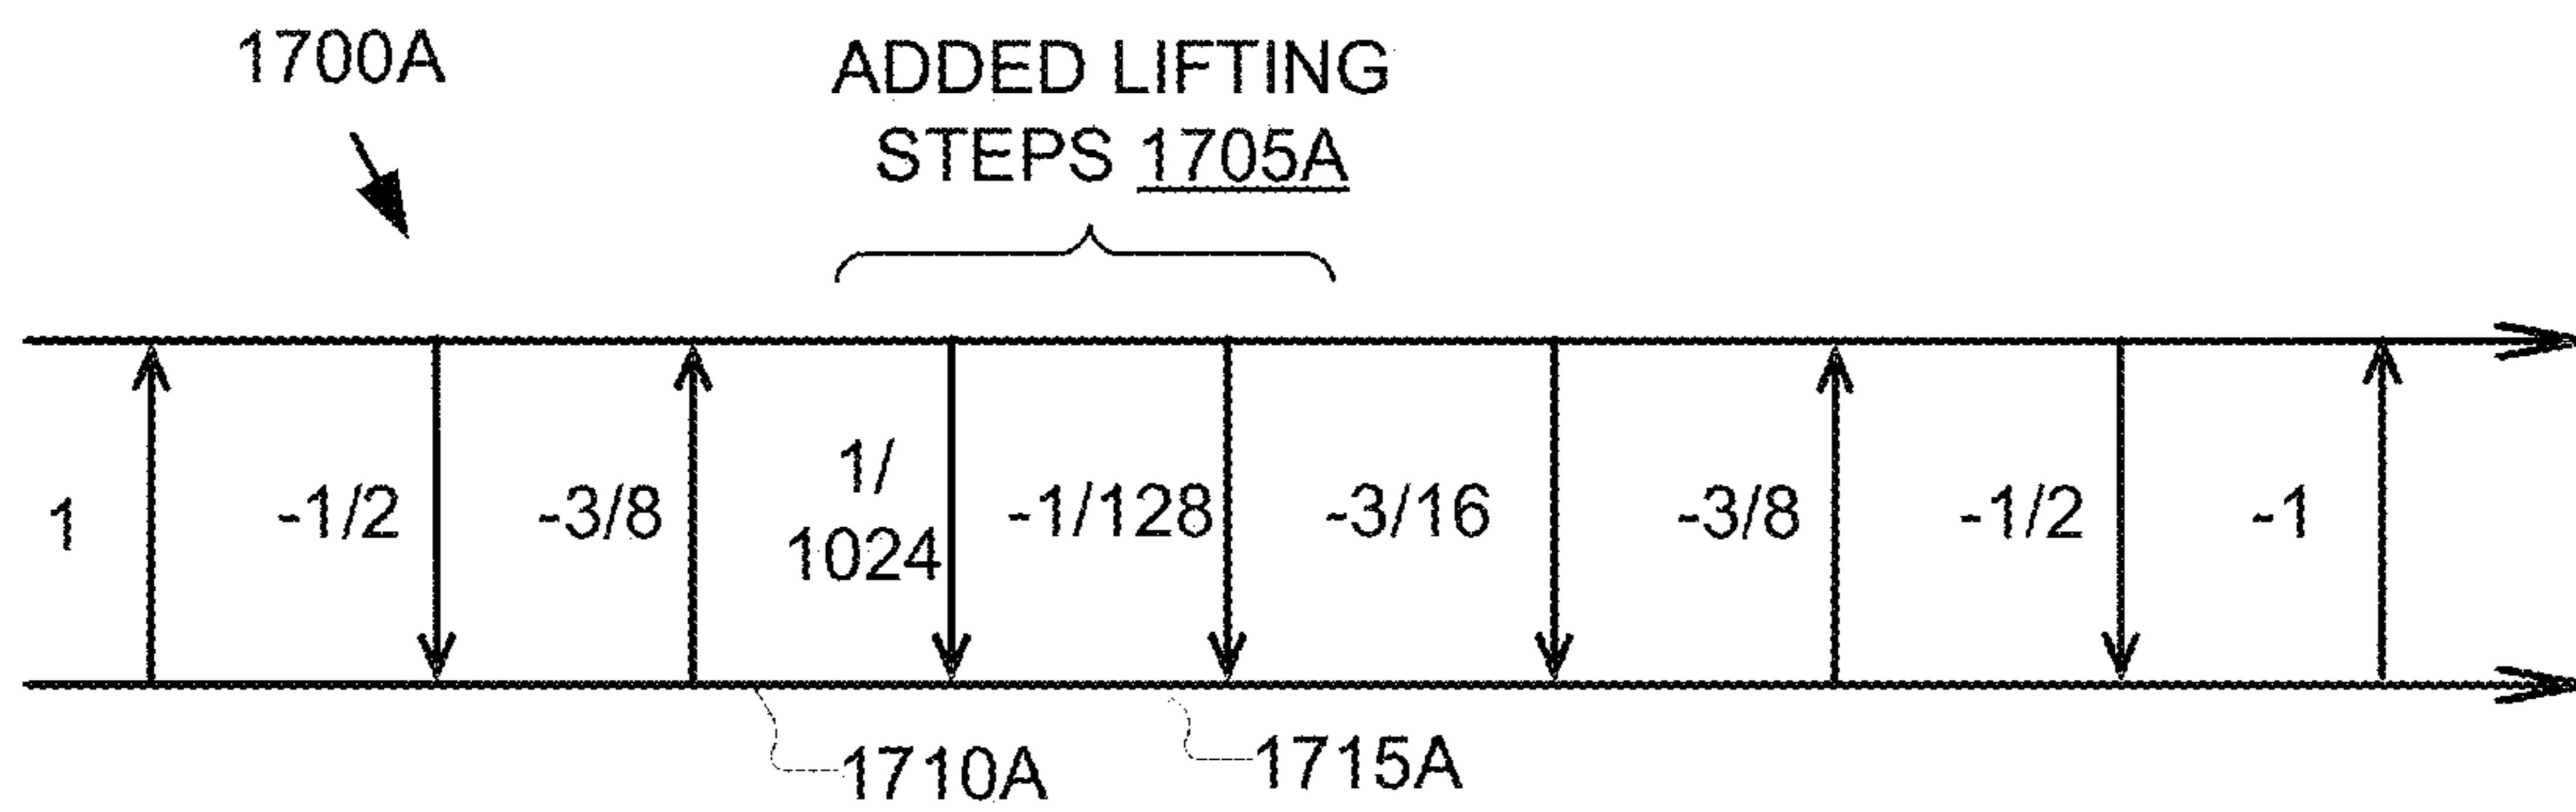 1700A
ADDED LIFTING
STEPS 1705A
1
-1/2
-3/8
1/
1024
-1/128
-3/16
-3/8
-1/2
-1
1710A
1715A